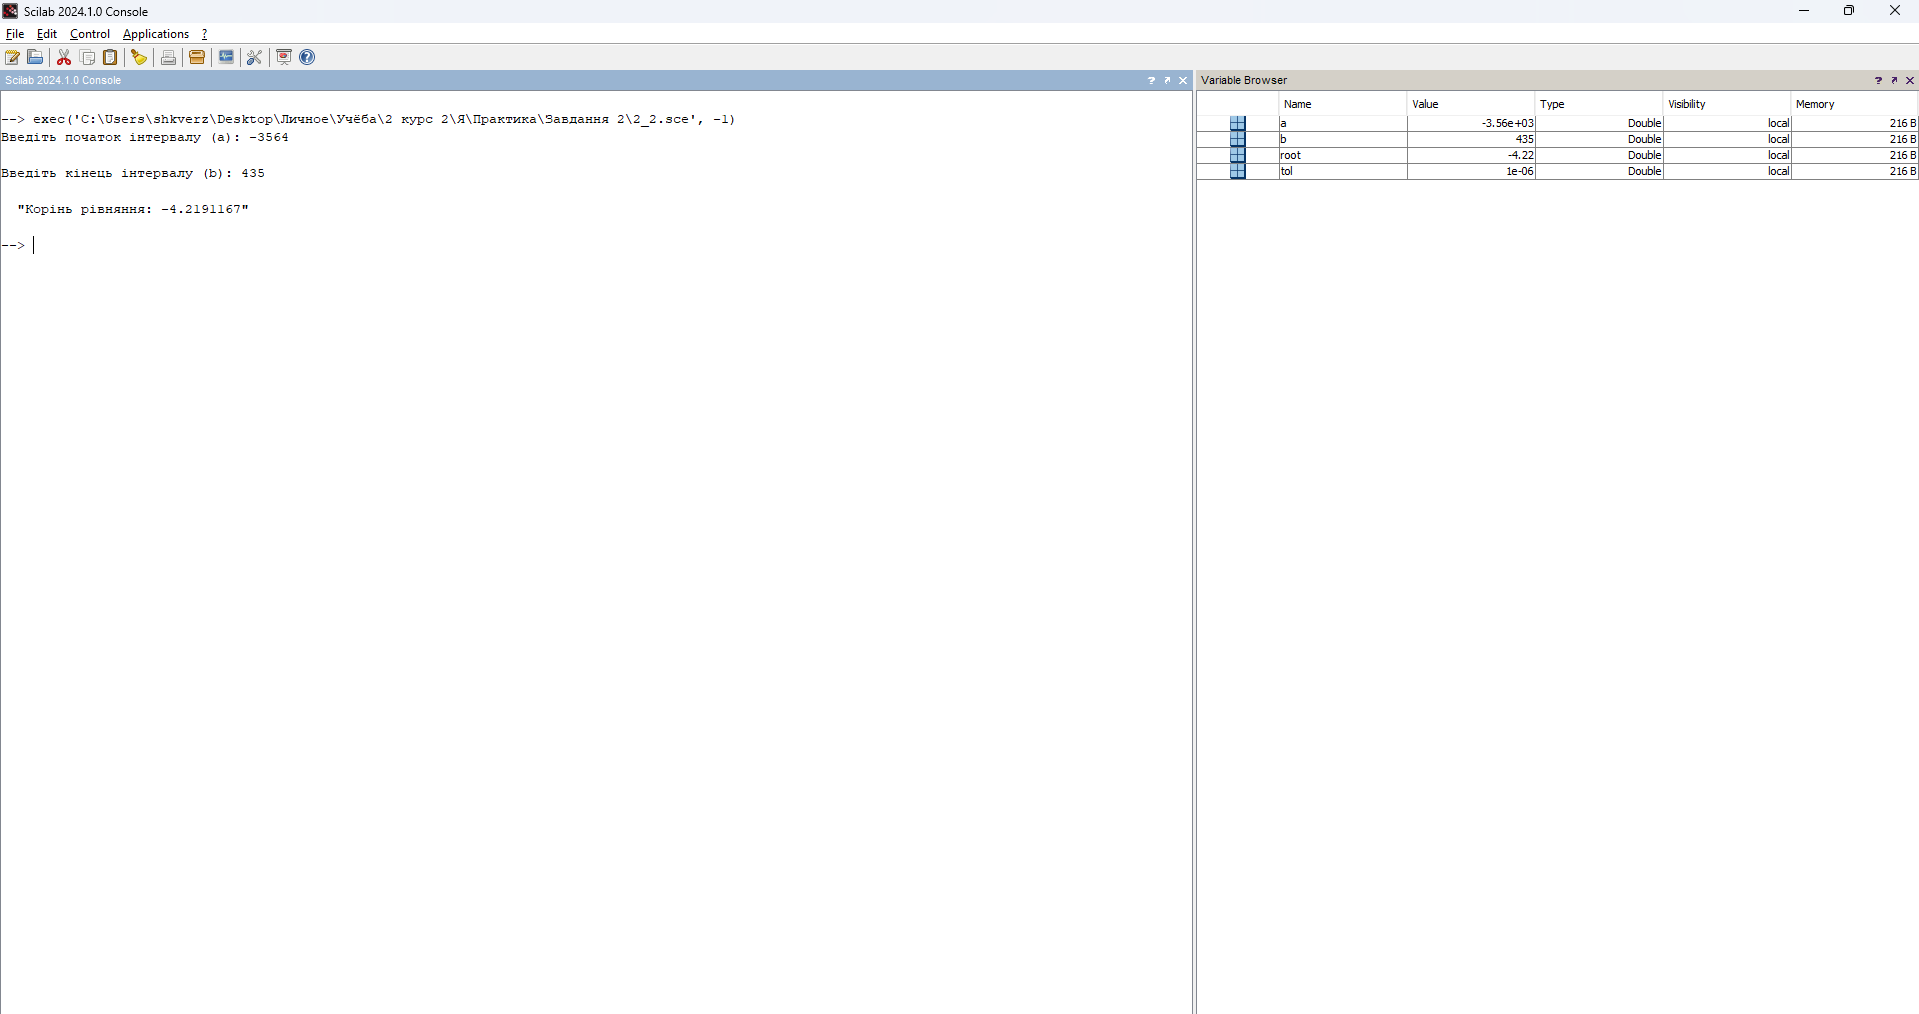 Scilab 2024.1.0 Console
File Edit Control Applications ?
Scilab 2024.1.0 Console
--> exec('C:\Users\shkverz\Desktop\Личное\Учёба\2 курс 2\Я\Практика\Завдання 2\2_2.sce', -1)
Введіть початок інтервалу (a): -3564
Введіть кінець інтервалу (b): 435
"Корінь рівняння: -4.2191167"
-->
Variable Browser
Name Value Type Visibility Memory
a -3.56e+03 Double local 216 B
b 435 Double local 216 B
root -4.22 Double local 216 B
tol 1e-06 Double local 216 B